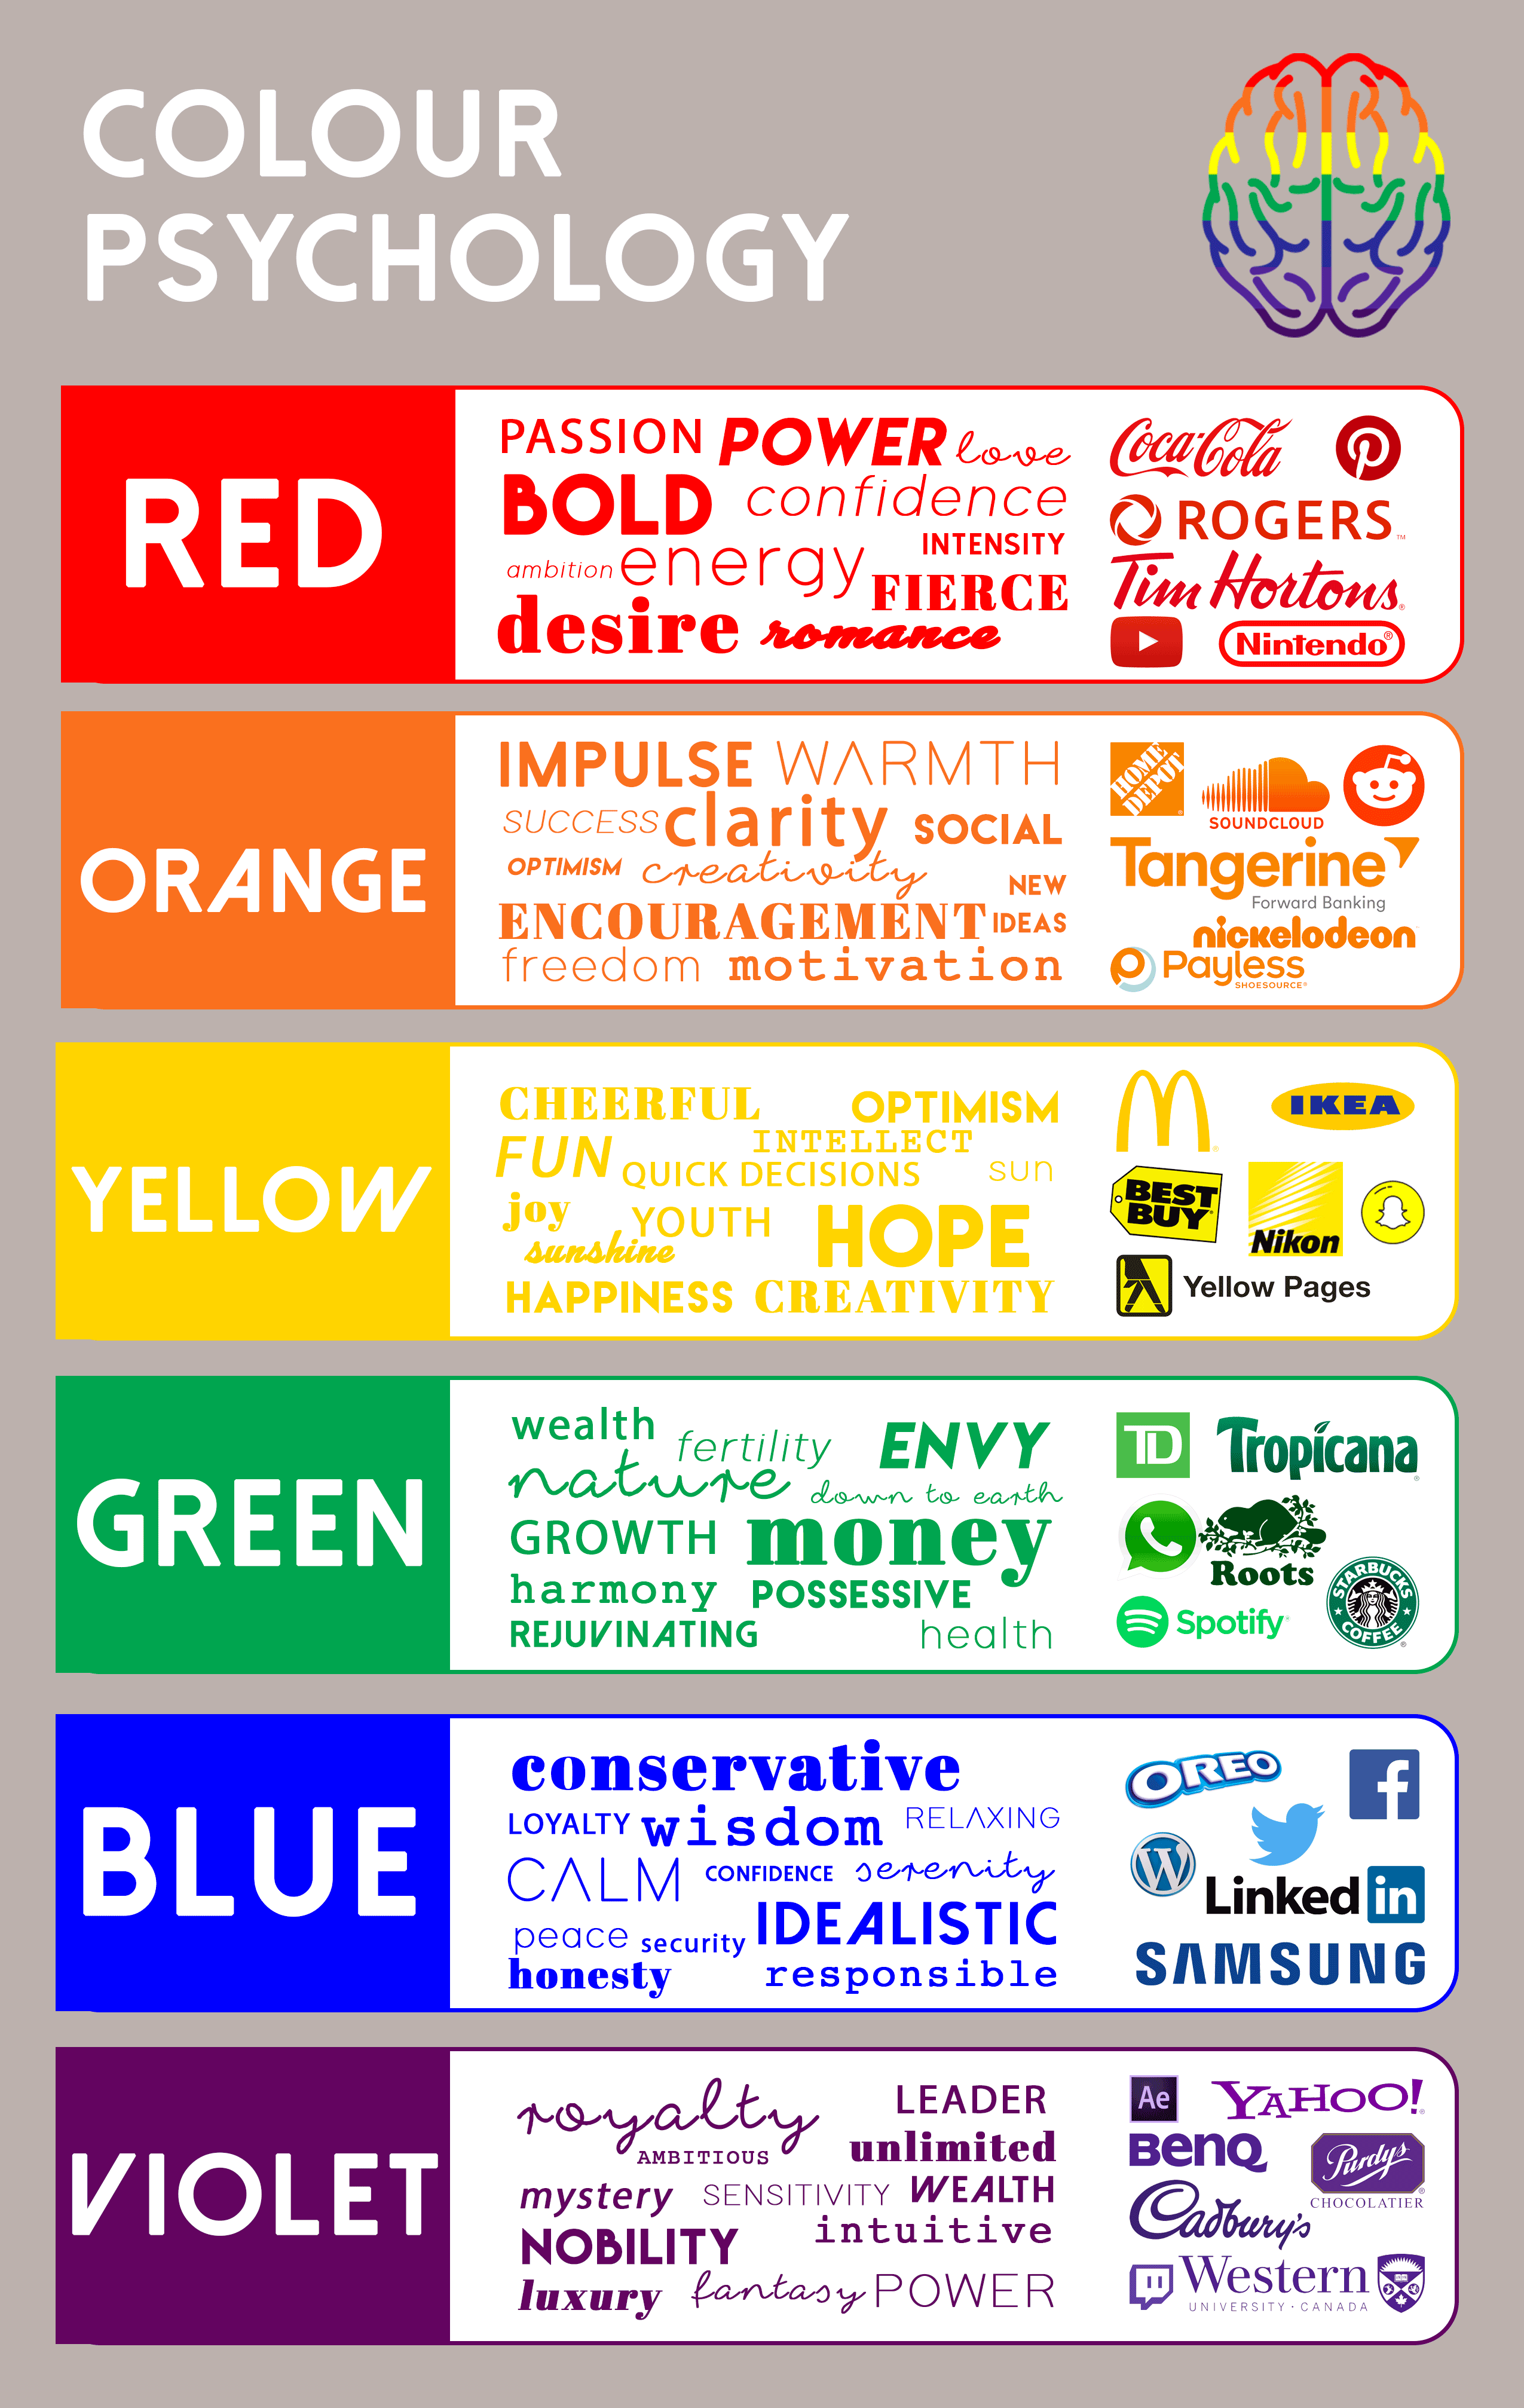 COLOUR
PSYCHOLOGY
RED
PASSION POWER love
BOLD confidence
INTENSITY
ambition energy FIERCE
desire romance
Coca-Cola
ROGERS™
Tim Hortons®
Nintendo®
ORANGE
IMPULSE WARMTH
SUCCESS clarity SOCIAL
OPTIMISM creativity NEW
ENCOURAGEMENT IDEAS
freedom motivation
THE HOME DEPOT
SOUNDCLOUD
Tangerine
Forward Banking
nickelodeon
Payless
SHOESOURCE®
YELLOW
CHEERFUL OPTIMISM
FUN INTELLECT
QUICK DECISIONS sun
joy YOUTH HOPE
sunshine
HAPPINESS CREATIVITY
IKEA
BEST
BUY
Nikon
Yellow Pages
GREEN
wealth fertility ENVY
nature down to earth
GROWTH money
harmony POSSESSIVE
REJUVINATING health
TD Tropicana
Roots
STARBUCKS
COFFEE
Spotify®
BLUE
conservative
LOYALTY wisdom RELAXING
CALM CONFIDENCE serenity
peace security IDEALISTIC
honesty responsible
OREO f
W
Linked in
SAMSUNG
VIOLET
royalty LEADER
AMBITIOUS unlimited
mystery SENSITIVITY WEALTH
NOBILITY intuitive
luxury fantasy POWER
Ae YAHOO!
BenQ Purdys
CHOCOLATIER
Cadbury's
Western
UNIVERSITY · CANADA